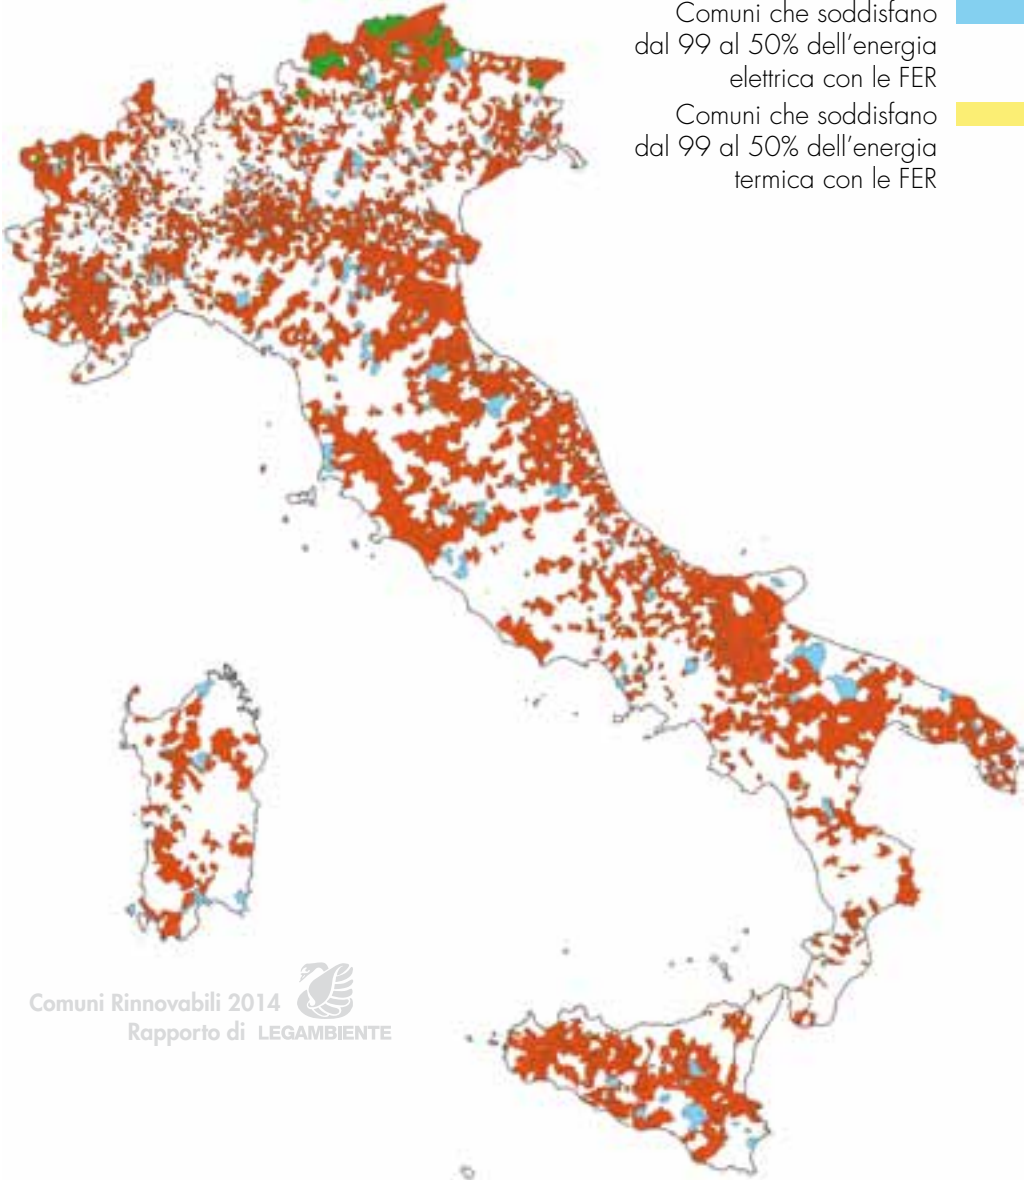 Comuni che soddisfano
dal 99 al 50% dell'energia
elettrica con le FER
Comuni che soddisfano
dal 99 al 50% dell'energia
termica con le FER
Comuni Rinnovabili 2014
Rapporto di LEGAMBIENTE